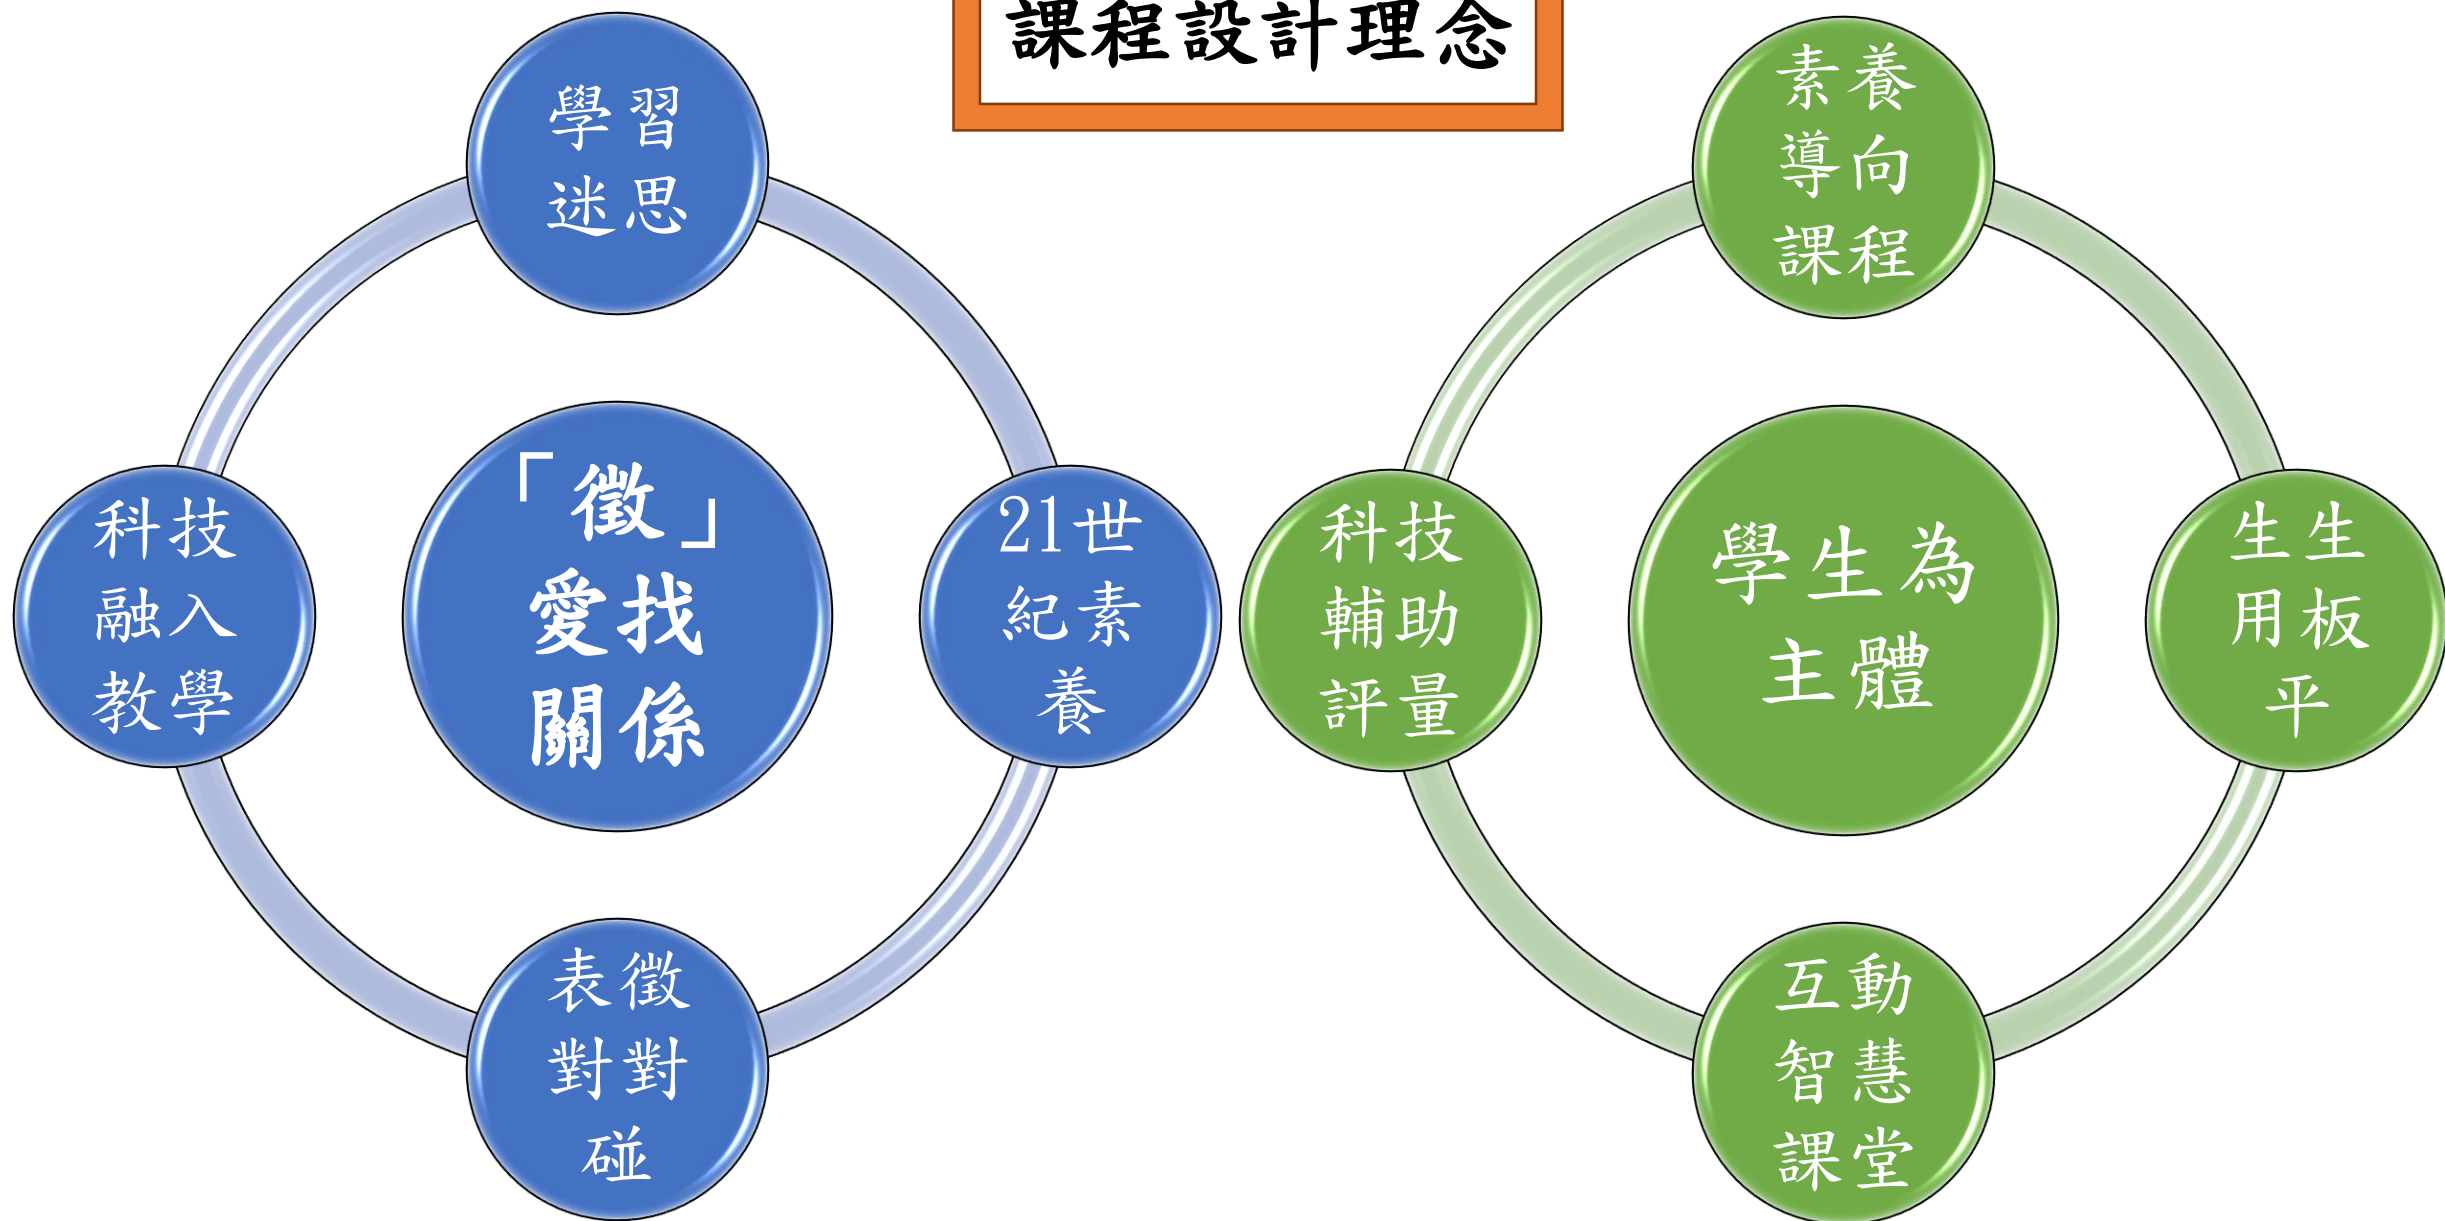 課程設計理念
學習
迷思
「徵」
愛找
關係
21世
紀素
養
表徵
對對
碰
科技
融入
教學
素養
導向
課程
學生為
主體
生生
用板
平
互動
智慧
課堂
科技
輔助
評量